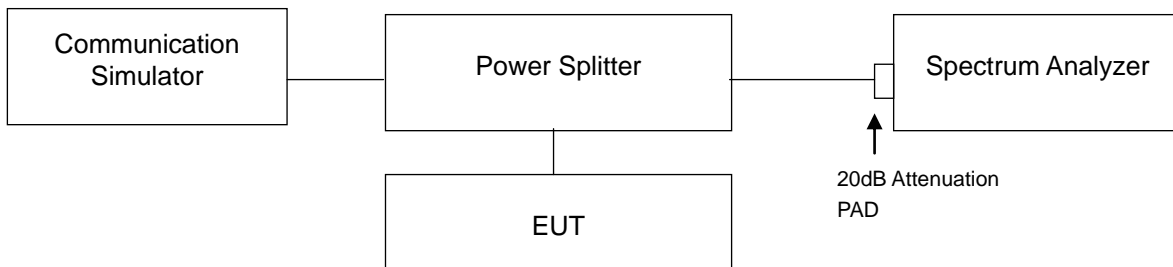 Communication
Simulator
Power Splitter
Spectrum Analyzer
20dB Attenuation
PAD
EUT